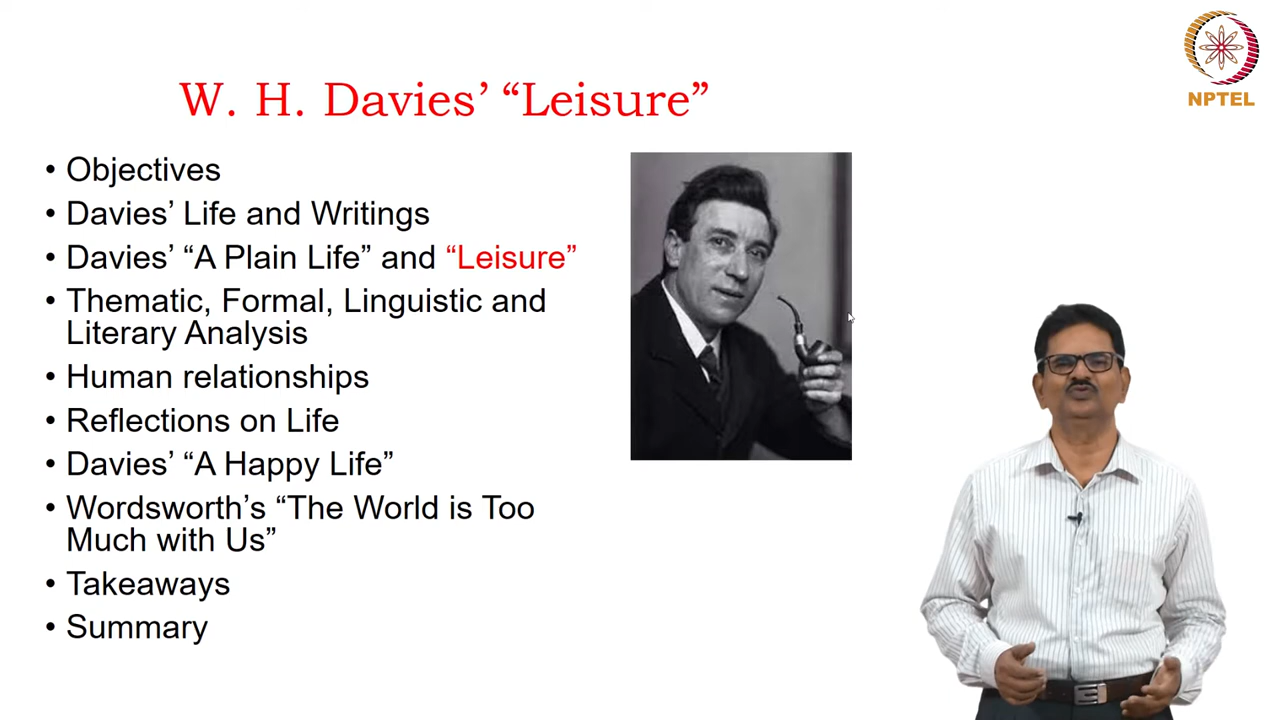 W. H. Davies’ “Leisure”
NPTEL
• Objectives
• Davies’ Life and Writings
• Davies’ “A Plain Life” and “Leisure”
• Thematic, Formal, Linguistic and
Literary Analysis
• Human relationships
• Reflections on Life
• Davies’ “A Happy Life”
• Wordsworth’s “The World is Too
Much with Us”
• Takeaways
• Summary